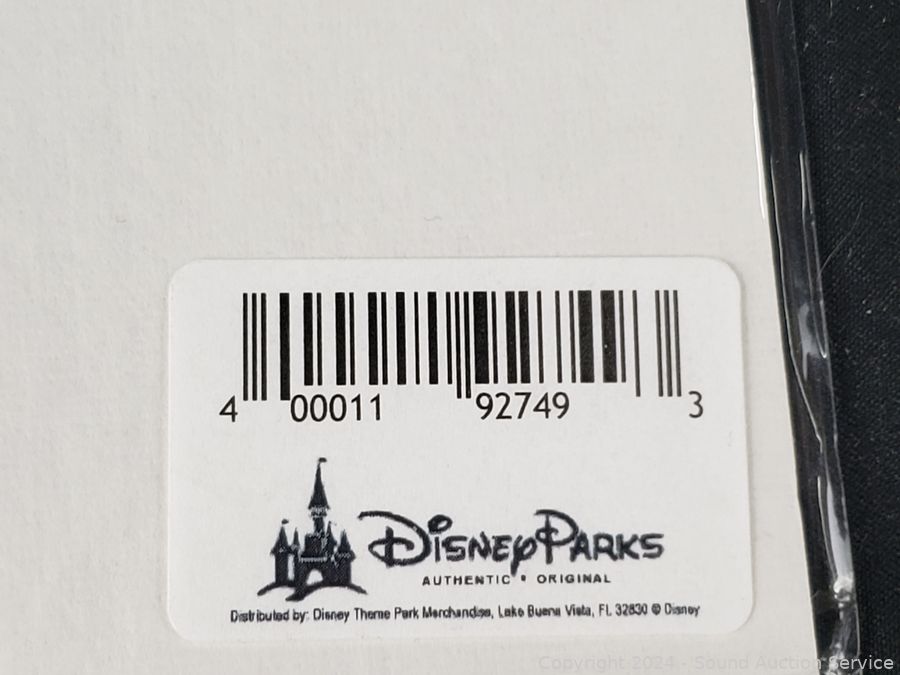 4 00011 92749 3
Disney Parks
AUTHENTIC • ORIGINAL
Distributed by: Disney Theme Park Merchandise, Lake Buena Vista, FL 32830 © Disney
Copyright 2024 - Sound Auction Service